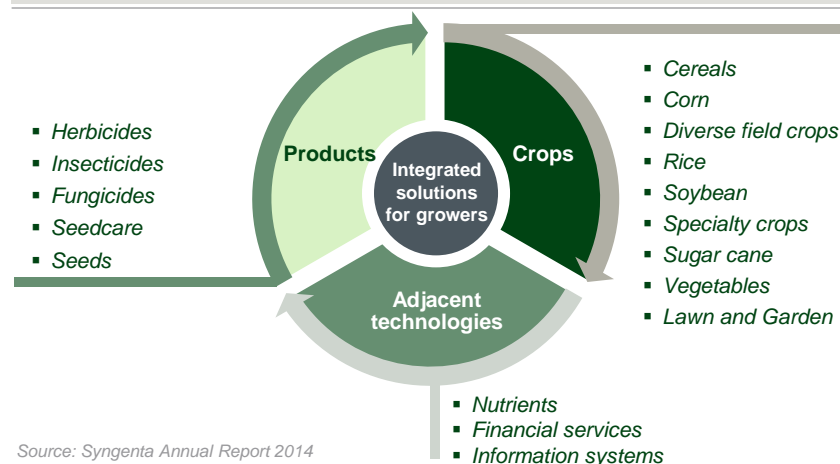 Herbicides
Insecticides
Fungicides
Seedcare
Seeds
Products
Integrated
solutions
for growers
Crops
Adjacent
technologies
Cereals
Corn
Diverse field crops
Rice
Soybean
Specialty crops
Sugar cane
Vegetables
Lawn and Garden
Nutrients
Financial services
Information systems
Source: Syngenta Annual Report 2014